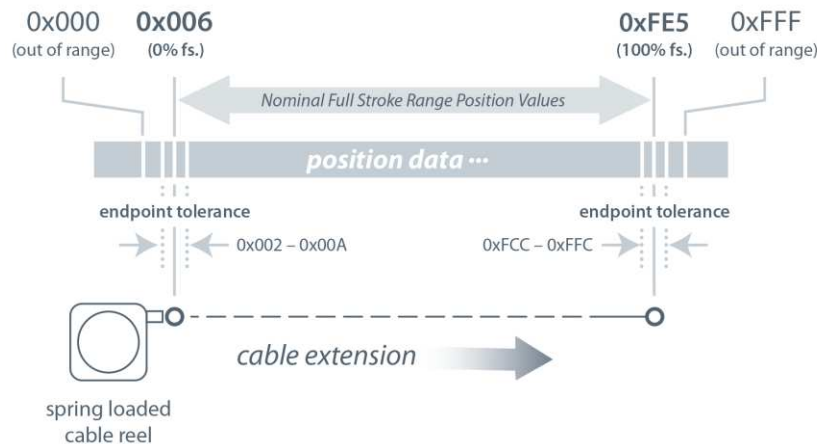 0x000
(out of range)
0x006
(0% fs.)
0xFE5
(100% fs.)
0xFFF
(out of range)
Nominal Full Stroke Range Position Values
position data ···
endpoint tolerance
endpoint tolerance
0x002 – 0x00A
0xFCC – 0xFFC
cable extension
spring loaded
cable reel